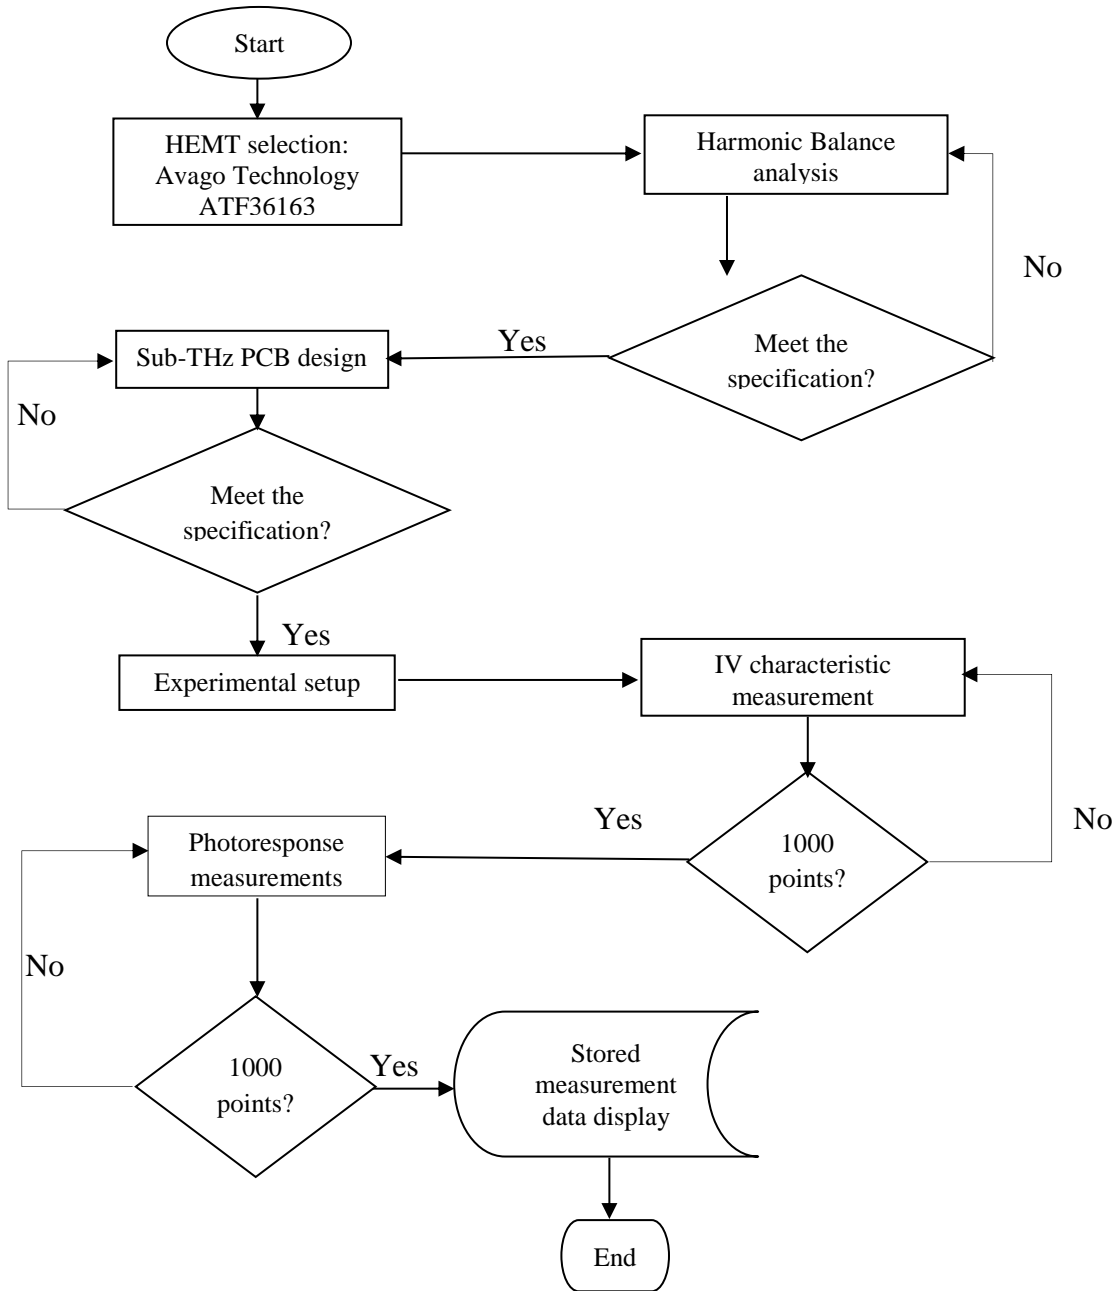 Start
HEMT selection:
Avago Technology
ATF36163
Harmonic Balance
analysis
No
Meet the
specification?
Yes
Sub-THz PCB design
No
Meet the
specification?
Yes
Experimental setup
IV characteristic
measurement
No
1000
points?
Yes
Photoresponse
measurements
No
1000
points?
Yes
Stored
measurement
data display
End